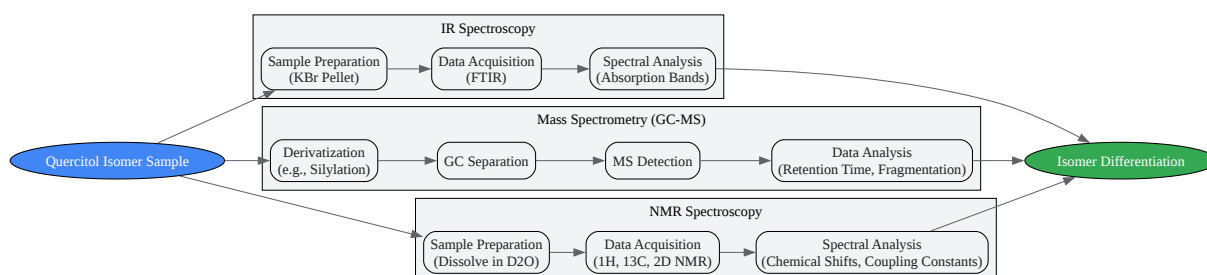 IR Spectroscopy
Sample Preparation
(KBr Pellet)
Data Acquisition
(FTIR)
Spectral Analysis
(Absorption Bands)
Mass Spectrometry (GC-MS)
Quercitol Isomer Sample
Derivatization
(e.g., Silylation)
GC Separation
MS Detection
Data Analysis
(Retention Time, Fragmentation)
Isomer Differentiation
NMR Spectroscopy
Sample Preparation
(Dissolve in D2O)
Data Acquisition
(1H, 13C, 2D NMR)
Spectral Analysis
(Chemical Shifts, Coupling Constants)